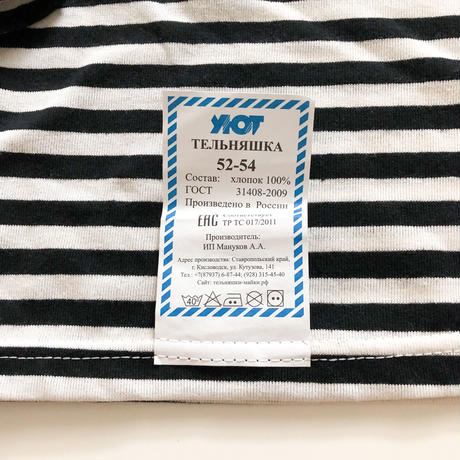 УЮТ
ТЕЛЬНЯШКА
52-54
Состав: хлопок 100%
ГОСТ 31408-2009
Произведено в России
EAC Соответствует
ТР ТС 017/2011
Производитель:
ИП Мануков А.А.
Адрес производства: Ставропольский край,
г. Кисловодск, ул. Кутузова, 141
Тел.: +7(87937) 6-87-44; (928) 315-45-40
Сайт: тельняшки-майки.рф
40°